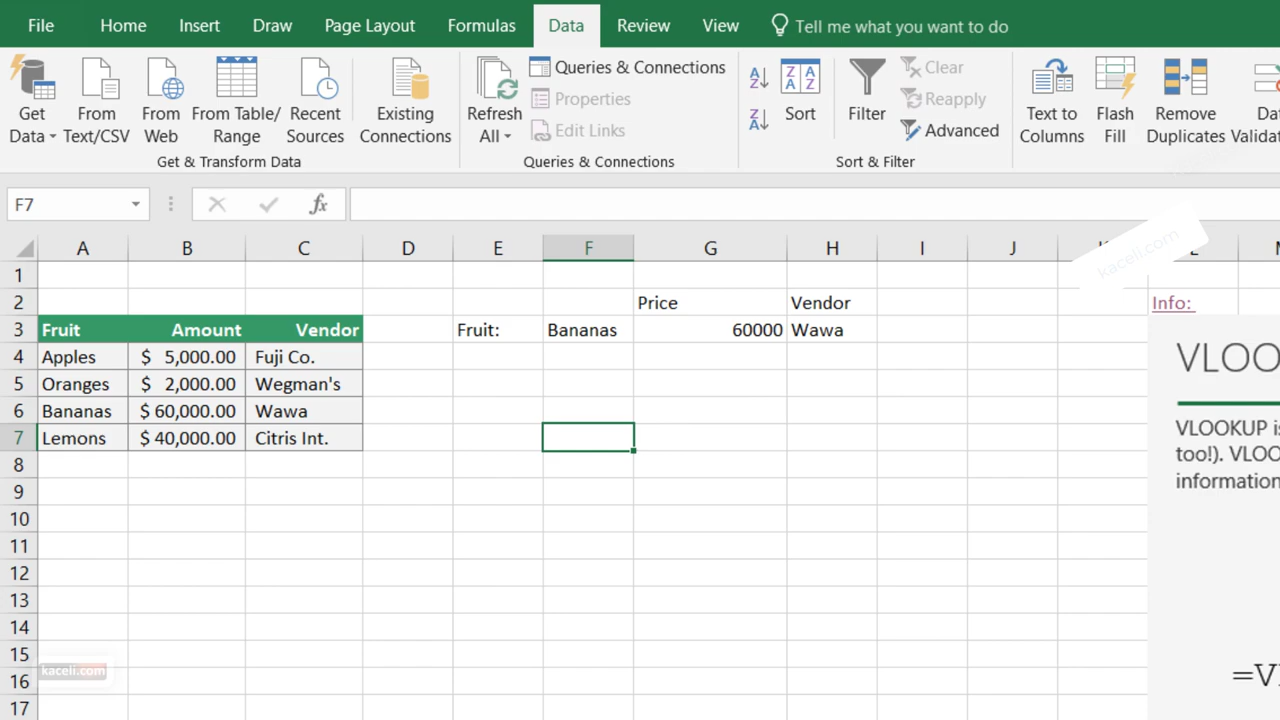 File Home Insert Draw Page Layout Formulas Data Review View Tell me what you want to do
Get Data
From Text/CSV
From Web
From Table/ Range
Recent Sources
Existing Connections
Get & Transform Data
Refresh All
Queries & Connections
Properties
Edit Links
Queries & Connections
Sort
Filter
Clear
Reapply
Advanced
Sort & Filter
Text to Columns
Flash Fill
Remove Duplicates
F7 fx
A B C D E F G H I J
1
2 Price Vendor Info:
3 Fruit Amount Vendor Fruit: Bananas 60000 Wawa
4 Apples $ 5,000.00 Fuji Co.
5 Oranges $ 2,000.00 Wegman's
6 Bananas $ 60,000.00 Wawa
7 Lemons $ 40,000.00 Citris Int.
8
9
10
11
12
13
14
15
16
17
VLOO
VLOOKUP is
too!). VLOO
information
=V
kaceli.com
kaceli.com